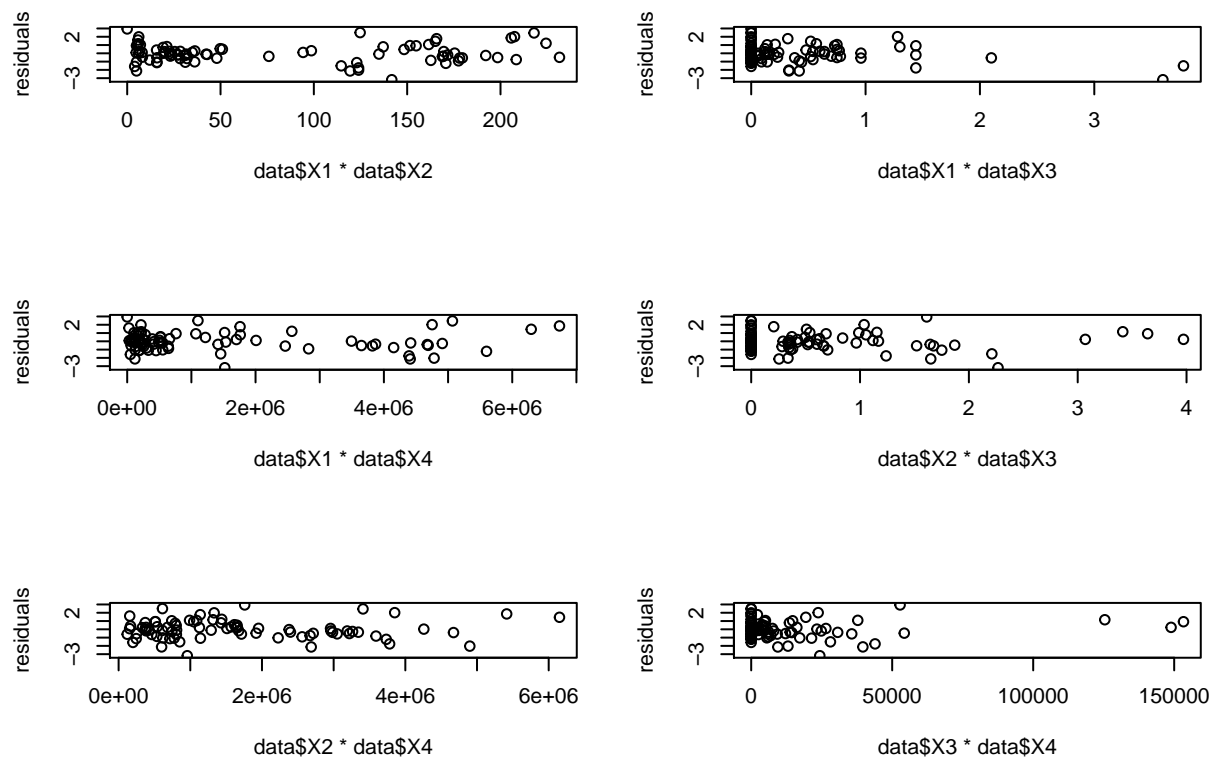 residuals
2
-3
0 50 100 150 200
data$X1 * data$X2
residuals
2
-3
0 1 2 3
data$X1 * data$X3
residuals
2
-3
0e+00 2e+06 4e+06 6e+06
data$X1 * data$X4
residuals
2
-3
0 1 2 3 4
data$X2 * data$X3
residuals
2
-3
0e+00 2e+06 4e+06 6e+06
data$X2 * data$X4
residuals
2
-3
0 50000 100000 150000
data$X3 * data$X4